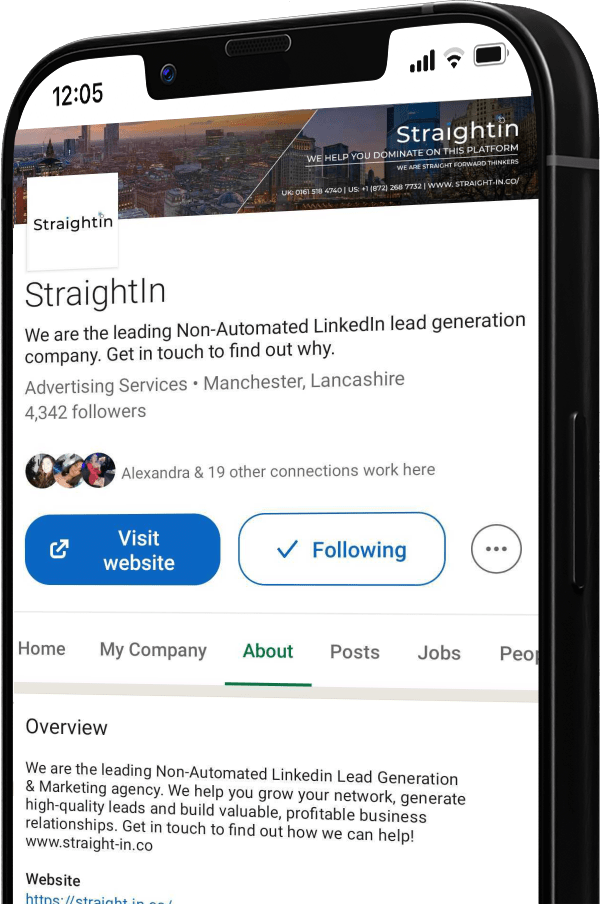 12:05
Straightin
WE HELP YOU DOMINATE ON THIS PLATFORM
WE ARE STRAIGHT FORWARD THINKERS
UK: 0161 518 4740 | US: +1 (872) 268 7732 | WWW. STRAIGHT-IN.CO/
Straightin
StraightIn
We are the leading Non-Automated LinkedIn lead generation
company. Get in touch to find out why.
Advertising Services • Manchester, Lancashire
4,342 followers
Alexandra & 19 other connections work here
Visit
website
Following
Home My Company About Posts Jobs Peop
Overview
We are the leading Non-Automated Linkedin Lead Generation
& Marketing agency. We help you grow your network, generate
high-quality leads and build valuable, profitable business
relationships. Get in touch to find out how we can help!
www.straight-in.co
Website
https://straight-in.co/